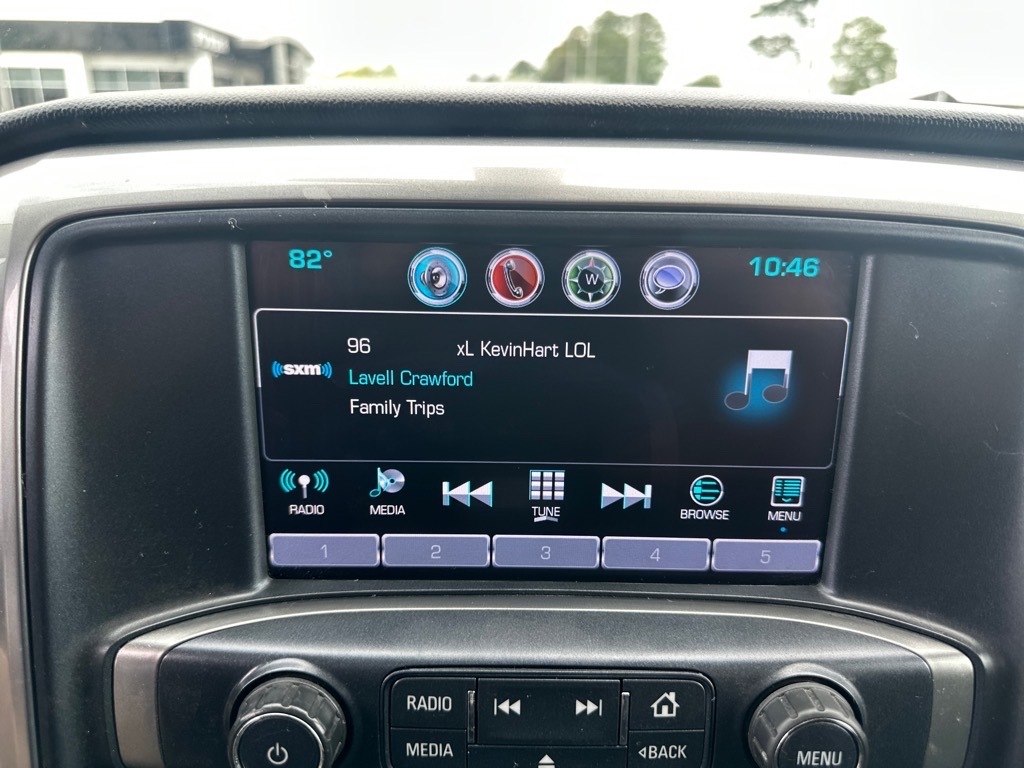 82° W 10:46
96 xL KevinHart LOL
((sxm))
Lavell Crawford
Family Trips
RADIO MEDIA TUNE BROWSE MENU
1 2 3 4 5
RADIO
MEDIA BACK MENU